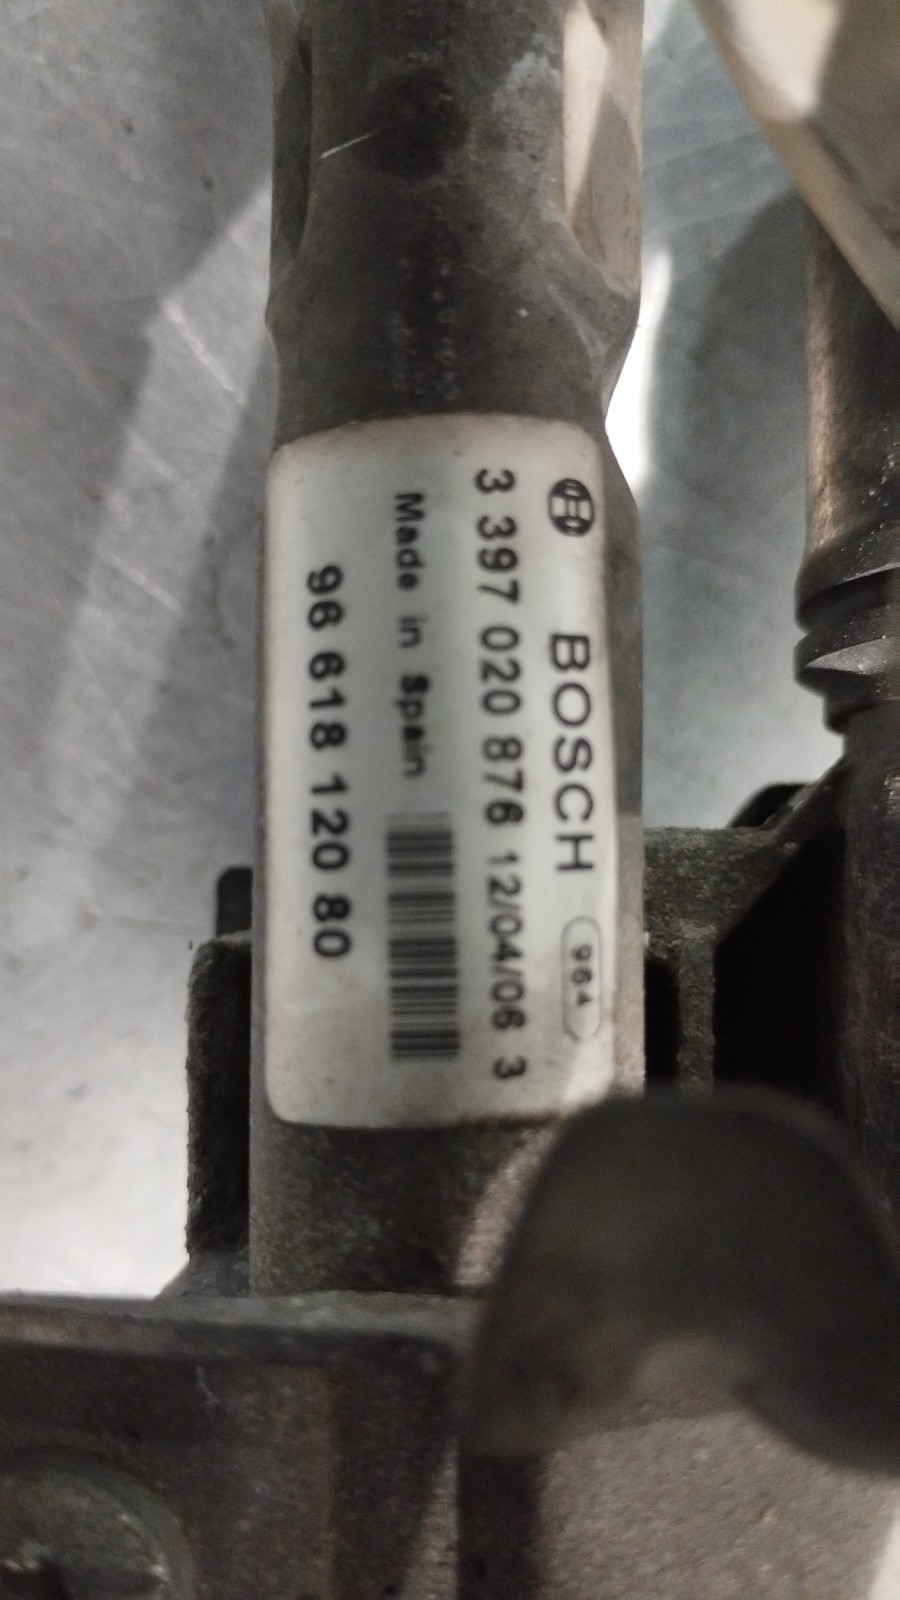 BOSCH 964
3 397 020 876 12/04/06 3
Made in Spain
96 618 120 80